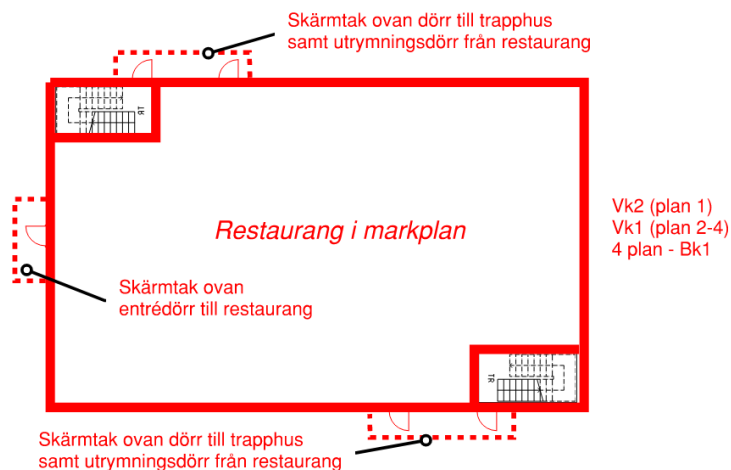 Skärmtak ovan dörr till trapphus
samt utrymningsdörr från restaurang
TR
Restaurang i markplan
Vk2 (plan 1)
Vk1 (plan 2-4)
4 plan - Bk1
Skärmtak ovan
entrédörr till restaurang
TR
Skärmtak ovan dörr till trapphus
samt utrymningsdörr från restaurang